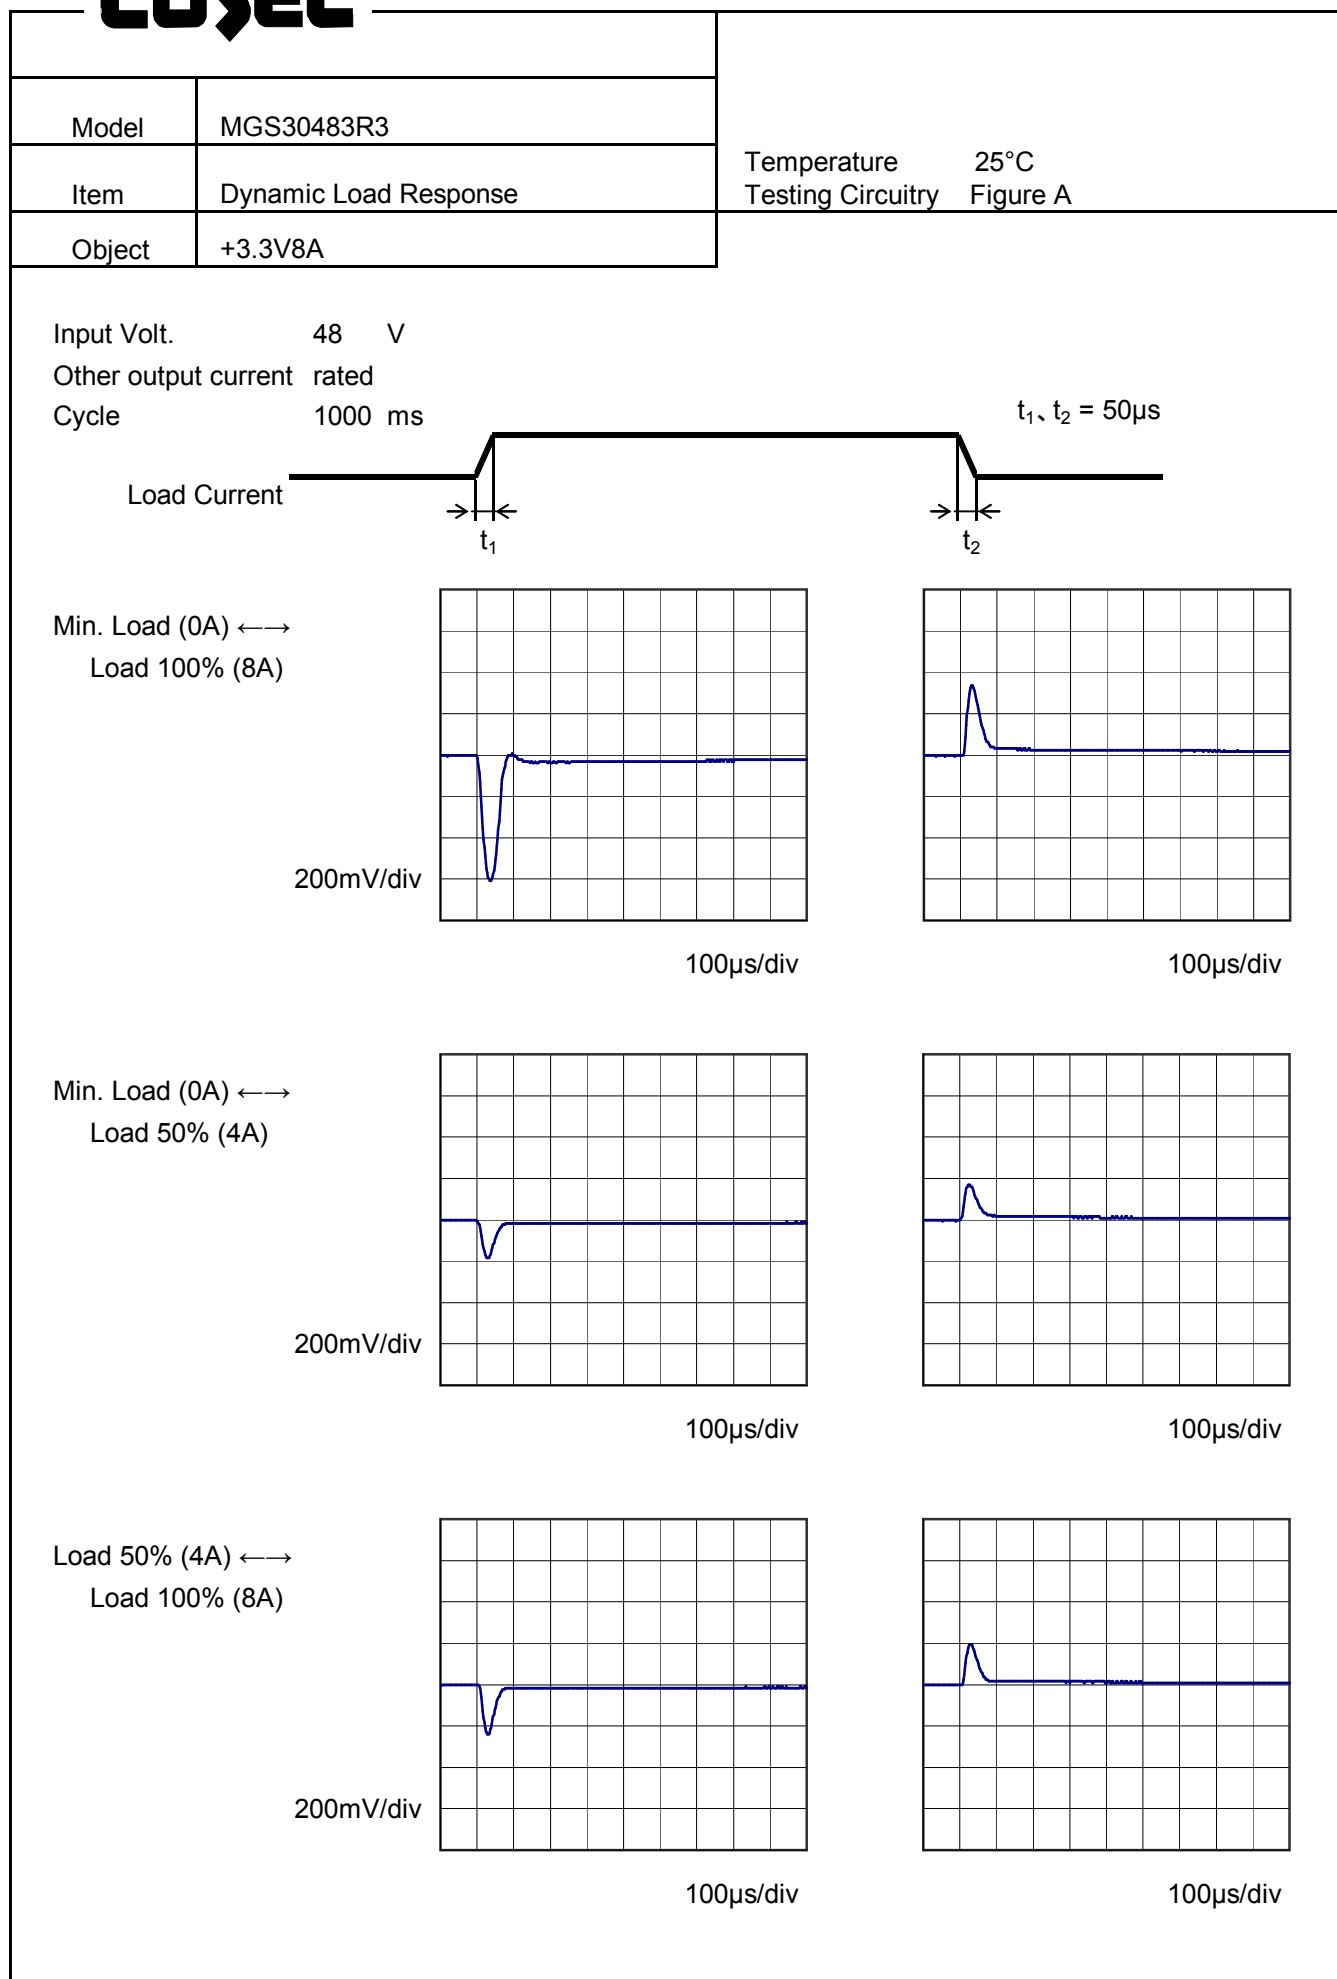 COSEL
Model MGS30483R3
Temperature 25°C
Item Dynamic Load Response Testing Circuitry Figure A
Object +3.3V8A
Input Volt. 48 V
Other output current rated
Cycle 1000 ms
t₁、t₂ = 50µs
Load Current
t₁ t₂
Min. Load (0A) ←→
Load 100% (8A)
200mV/div
100µs/div 100µs/div
Min. Load (0A) ←→
Load 50% (4A)
200mV/div
100µs/div 100µs/div
Load 50% (4A) ←→
Load 100% (8A)
200mV/div
100µs/div 100µs/div